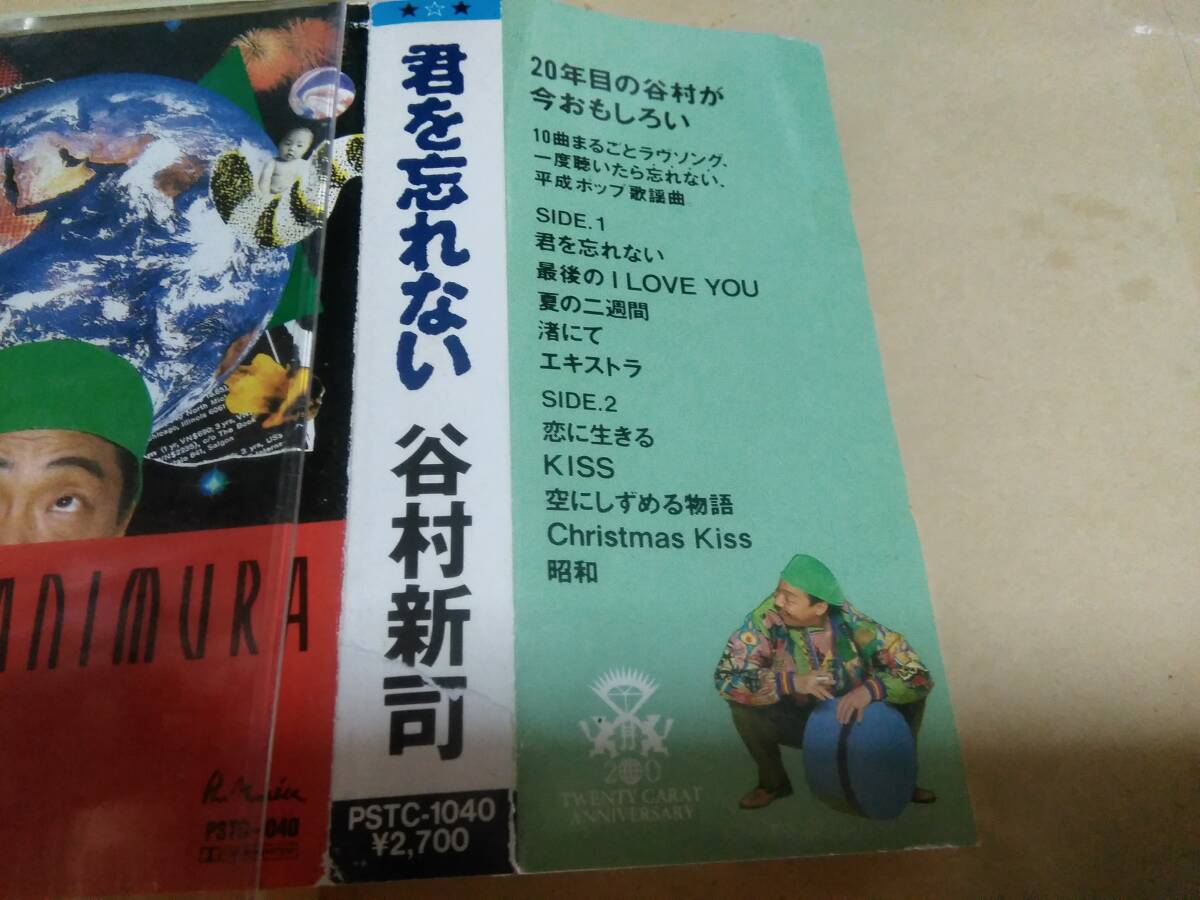 ANIMURA
PSTC-1040
君を忘れない 谷村新司
PSTC-1040
¥2,700
20年目の谷村が
今おもしろい
10曲まるごとラヴソング、
一度聴いたら忘れない、
平成ポップ歌謡曲
SIDE.1
君を忘れない
最後のI LOVE YOU
夏の二週間
渚にて
エキストラ
SIDE.2
恋に生きる
KISS
空にしずめる物語
Christmas Kiss
昭和
20
TWENTY CARAT
ANNIVERSARY